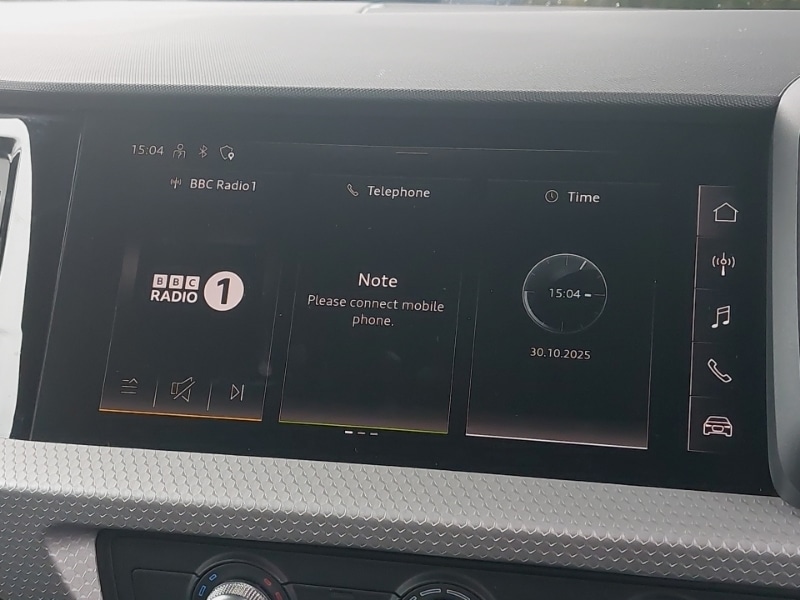 15:04
BBC Radio1
Telephone
Time
BBC
RADIO 1
Note
Please connect mobile
phone.
15:04
30.10.2025